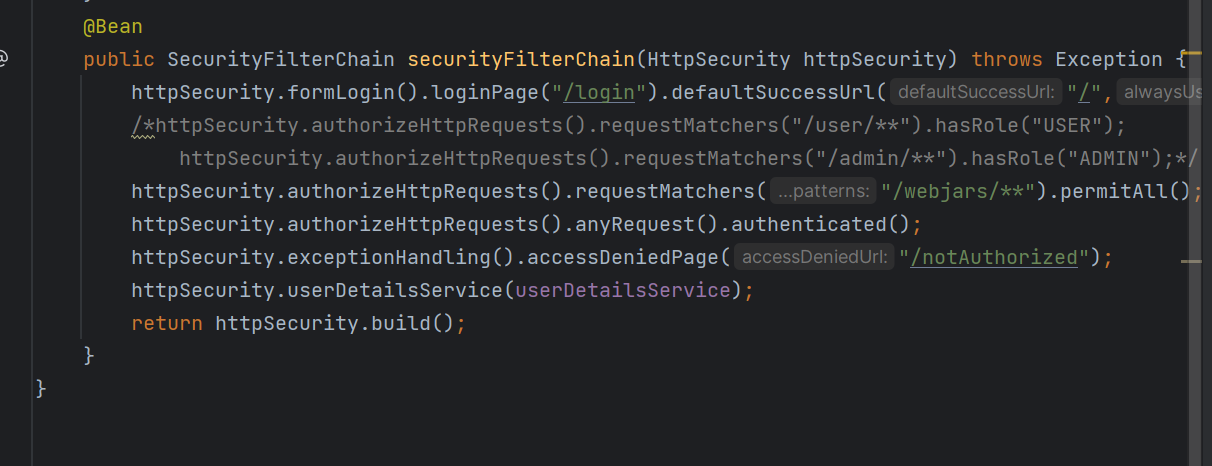 }
@Bean
public SecurityFilterChain securityFilterChain(HttpSecurity httpSecurity) throws Exception {
httpSecurity.formLogin().loginPage("/login").defaultSuccessUrl( defaultSuccessUrl: "/",
/*httpSecurity.authorizeHttpRequests().requestMatchers("/user/**").hasRole("USER");
httpSecurity.authorizeHttpRequests().requestMatchers("/admin/**").hasRole("ADMIN");*/
httpSecurity.authorizeHttpRequests().requestMatchers( ...patterns: "/webjars/**").permitAll();
httpSecurity.authorizeHttpRequests().anyRequest().authenticated();
httpSecurity.exceptionHandling().accessDeniedPage( accessDeniedUrl: "/notAuthorized");
httpSecurity.userDetailsService(userDetailsService);
return httpSecurity.build();
}
}